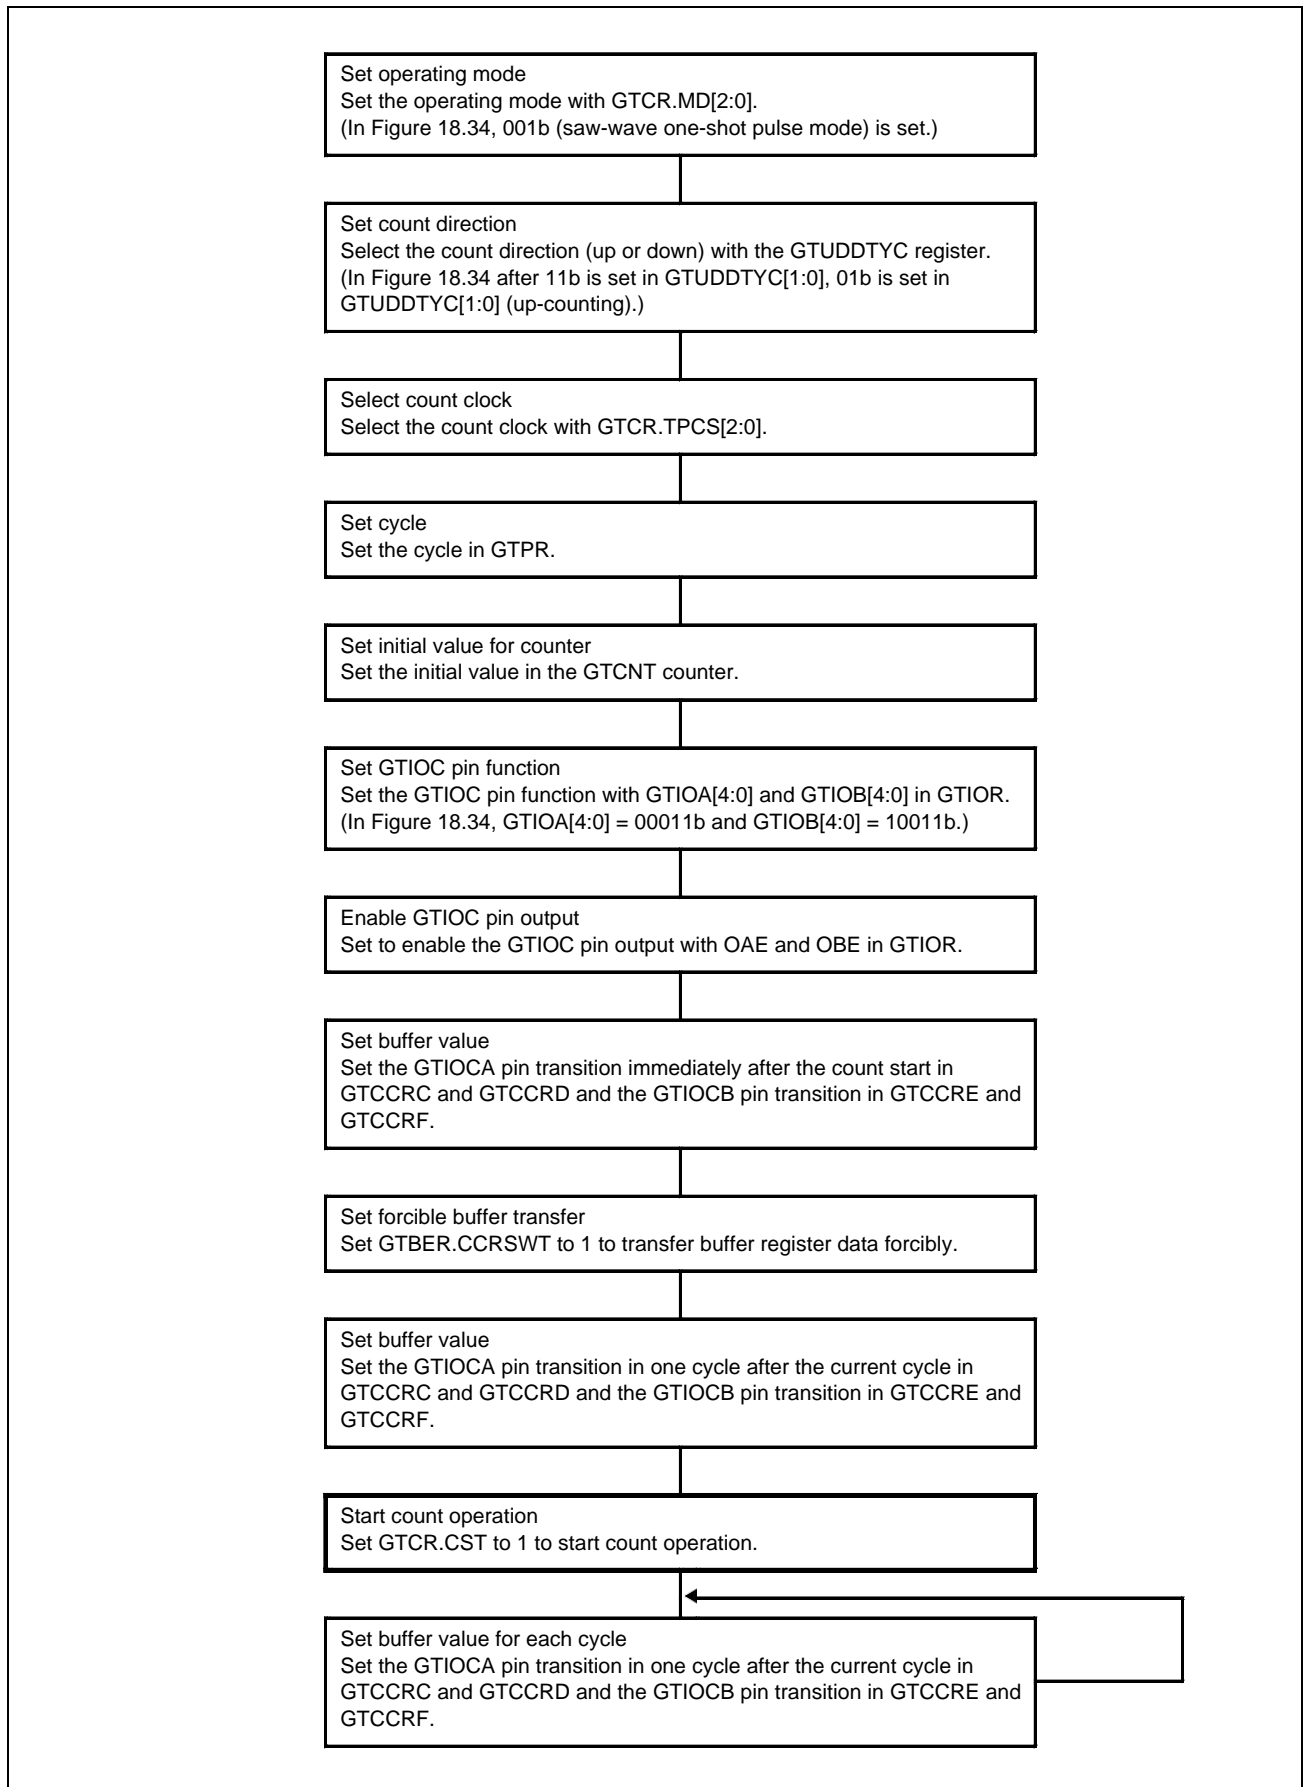 Set operating mode
Set the operating mode with GTCR.MD[2:0].
(In Figure 18.34, 001b (saw-wave one-shot pulse mode) is set.)
Set count direction
Select the count direction (up or down) with the GTUDDTYC register.
(In Figure 18.34 after 11b is set in GTUDDTYC[1:0], 01b is set in
GTUDDTYC[1:0] (up-counting).)
Select count clock
Select the count clock with GTCR.TPCS[2:0].
Set cycle
Set the cycle in GTPR.
Set initial value for counter
Set the initial value in the GTCNT counter.
Set GTIOC pin function
Set the GTIOC pin function with GTIOA[4:0] and GTIOB[4:0] in GTIOR.
(In Figure 18.34, GTIOA[4:0] = 00011b and GTIOB[4:0] = 10011b.)
Enable GTIOC pin output
Set to enable the GTIOC pin output with OAE and OBE in GTIOR.
Set buffer value
Set the GTIOCA pin transition immediately after the count start in
GTCCRC and GTCCRD and the GTIOCB pin transition in GTCCRE and
GTCCRF.
Set forcible buffer transfer
Set GTBER.CCRSWT to 1 to transfer buffer register data forcibly.
Set buffer value
Set the GTIOCA pin transition in one cycle after the current cycle in
GTCCRC and GTCCRD and the GTIOCB pin transition in GTCCRE and
GTCCRF.
Start count operation
Set GTCR.CST to 1 to start count operation.
Set buffer value for each cycle
Set the GTIOCA pin transition in one cycle after the current cycle in
GTCCRC and GTCCRD and the GTIOCB pin transition in GTCCRE and
GTCCRF.